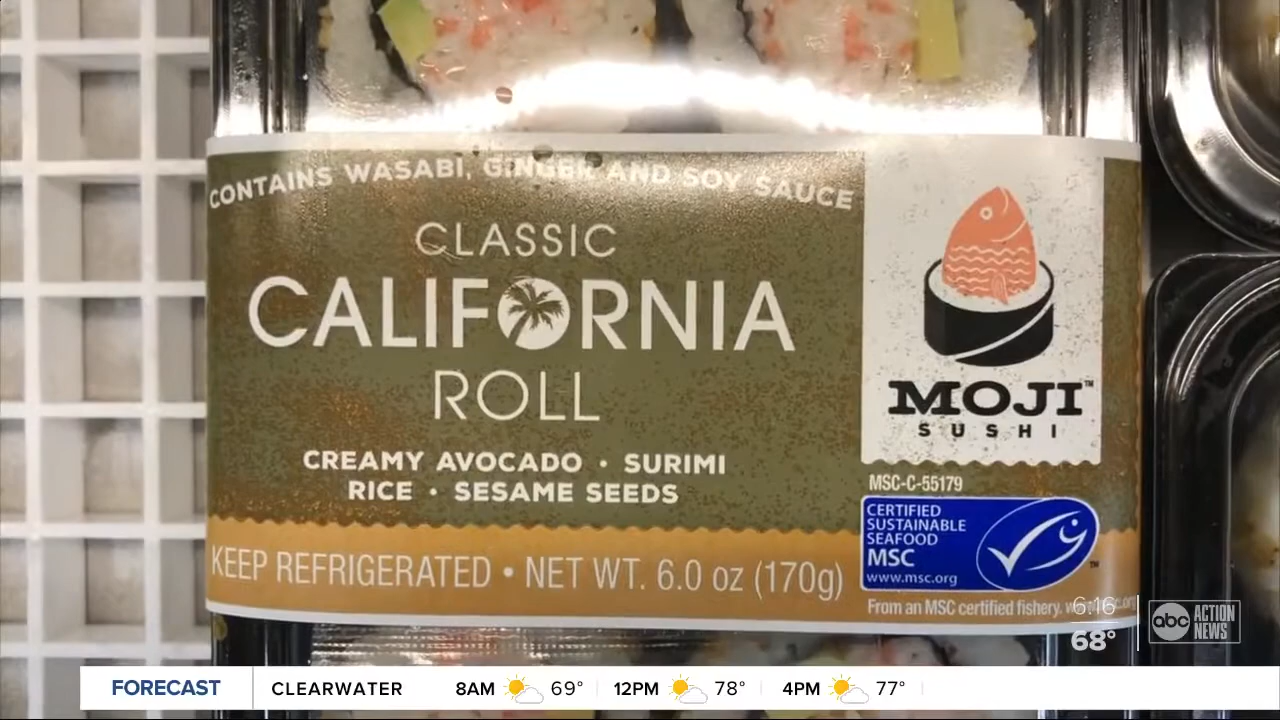 CONTAINS WASABI, GINGER AND SOY SAUCE
CLASSIC
CALIFORNIA
ROLL
CREAMY AVOCADO • SURIMI
RICE • SESAME SEEDS
KEEP REFRIGERATED • NET WT. 6.0 oz (170g)
MOJI™
SUSHI
MSC-C-55179
CERTIFIED
SUSTAINABLE
SEAFOOD
MSC
www.msc.org
™
From an MSC certified fishery.
6:16
68°
abc ACTION NEWS
FORECAST CLEARWATER 8AM 69° 12PM 78° 4PM 77°